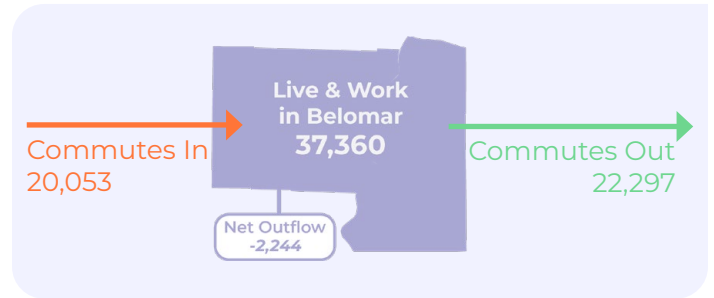 Live & Work
in Belomar
37,360
Commutes In
20,053
Commutes Out
22,297
Net Outflow
-2,244